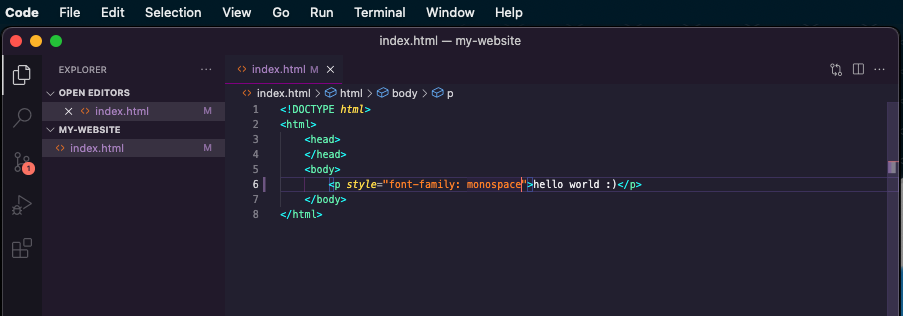 Code File Edit Selection View Go Run Terminal Window Help
index.html — my-website
EXPLORER ···
OPEN EDITORS
× <> index.html M
MY-WEBSITE
<> index.html M
1
<> index.html M ×
<> index.html > html > body > p
1 <!DOCTYPE html>
2 <html>
3 <head>
4 </head>
5 <body>
6 <p style="font-family: monospace">hello world :)</p>
7 </body>
8 </html>